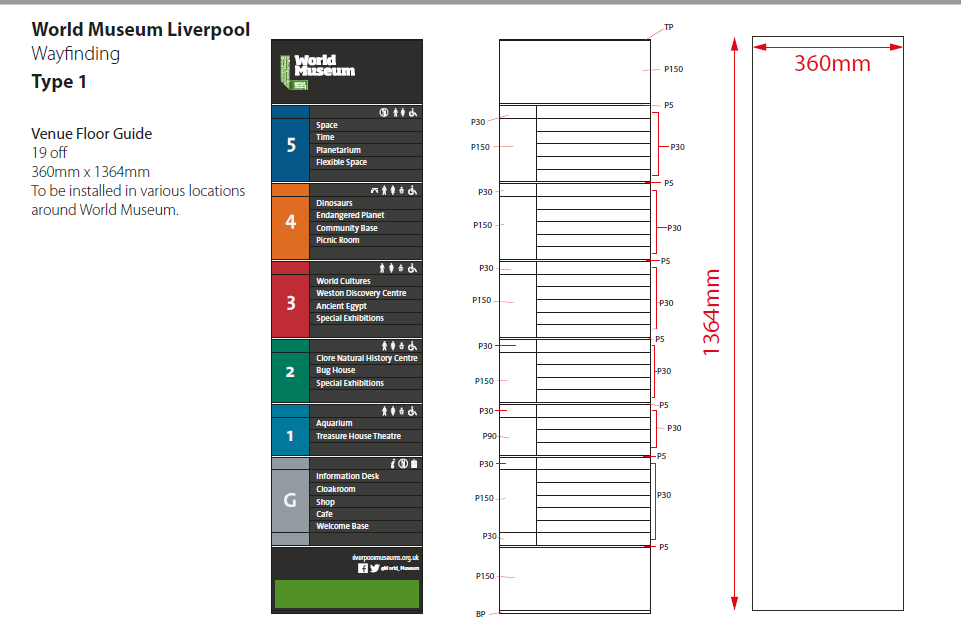 World Museum Liverpool
Wayfinding
Type 1
Venue Floor Guide
19 off
360mm x 1364mm
To be installed in various locations
around World Museum.
World
Museum
5
Space
Time
Planetarium
Flexible Space
4
Dinosaurs
Endangered Planet
Community Base
Picnic Room
3
World Cultures
Weston Discovery Centre
Ancient Egypt
Special Exhibitions
2
Clore Natural History Centre
Bug House
Special Exhibitions
1
Aquarium
Treasure House Theatre
G
Information Desk
Cloakroom
Shop
Cafe
Welcome Base
liverpoolmuseums.org.uk
@World_Museum
TP
P150
P5
P30
P150
P30
P5
P30
P150
P30
P5
P30
P150
P30
P5
P30
P150
P30
P5
P30
P90
P30
P5
P30
P150
P30
P30
P5
P150
BP
1364mm
360mm